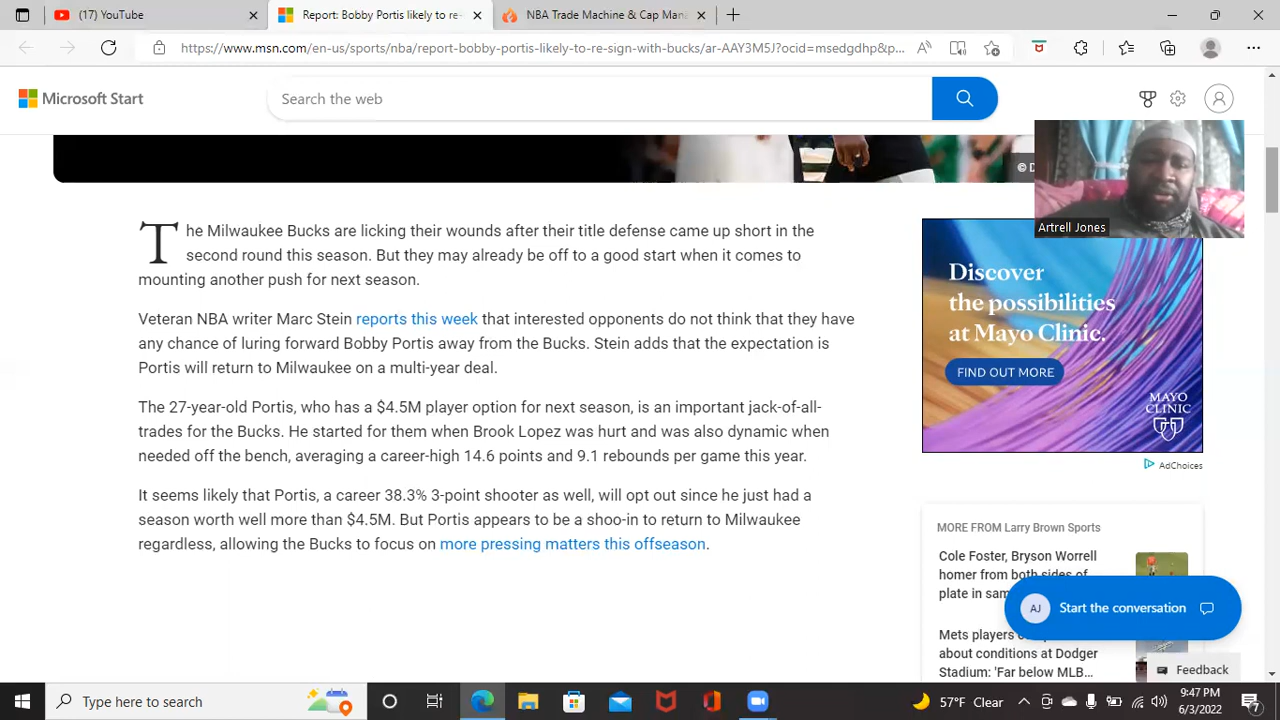 (17) YouTube
Report: Bobby Portis likely to re-
NBA Trade Machine & Cap Man
https://www.msn.com/en-us/sports/nba/report-bobby-portis-likely-to-re-sign-with-bucks/ar-AAY3M5J?ocid=msedgdhp&p...
Microsoft Start
Search the web
© D
Artrell Jones
The Milwaukee Bucks are licking their wounds after their title defense came up short in the
second round this season. But they may already be off to a good start when it comes to
mounting another push for next season.
Veteran NBA writer Marc Stein reports this week that interested opponents do not think that they have
any chance of luring forward Bobby Portis away from the Bucks. Stein adds that the expectation is
Portis will return to Milwaukee on a multi-year deal.
The 27-year-old Portis, who has a $4.5M player option for next season, is an important jack-of-all-
trades for the Bucks. He started for them when Brook Lopez was hurt and was also dynamic when
needed off the bench, averaging a career-high 14.6 points and 9.1 rebounds per game this year.
It seems likely that Portis, a career 38.3% 3-point shooter as well, will opt out since he just had a
season worth well more than $4.5M. But Portis appears to be a shoo-in to return to Milwaukee
regardless, allowing the Bucks to focus on more pressing matters this offseason.
Discover
the possibilities
at Mayo Clinic.
FIND OUT MORE
MAYO
CLINIC
AdChoices
MORE FROM Larry Brown Sports
Cole Foster, Bryson Worrell
homer from both sides of
plate in sam
AJ Start the conversation
Mets players
about conditions at Dodger
Stadium: 'Far below MLB...
Feedback
Type here to search
57°F Clear
9:47 PM
6/3/2022
7